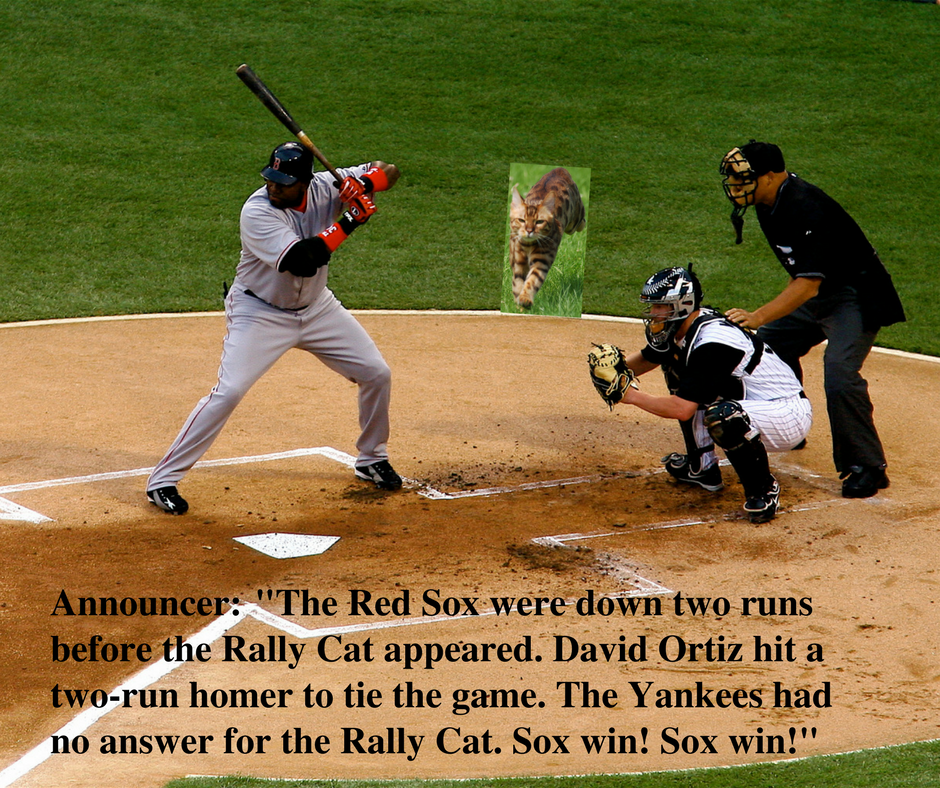 Announcer: "The Red Sox were down two runs
before the Rally Cat appeared. David Ortiz hit a
two-run homer to tie the game. The Yankees had
no answer for the Rally Cat. Sox win! Sox win!"